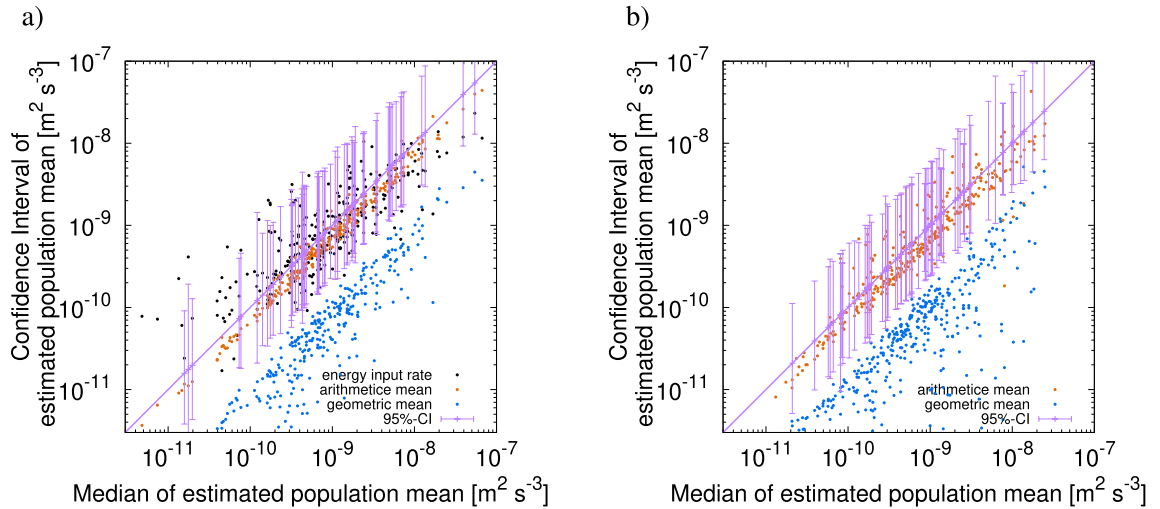 a)
Confidence Interval of
estimated population mean [m² s⁻³]
10⁻⁷
10⁻⁸
10⁻⁹
10⁻¹⁰
10⁻¹¹
energy input rate
arithmetice mean
geometric mean
95%-CI
10⁻¹¹ 10⁻¹⁰ 10⁻⁹ 10⁻⁸ 10⁻⁷
Median of estimated population mean [m² s⁻³]
b)
Confidence Interval of
estimated population mean [m² s⁻³]
10⁻⁷
10⁻⁸
10⁻⁹
10⁻¹⁰
10⁻¹¹
arithmetice mean
geometric mean
95%-CI
10⁻¹¹ 10⁻¹⁰ 10⁻⁹ 10⁻⁸ 10⁻⁷
Median of estimated population mean [m² s⁻³]